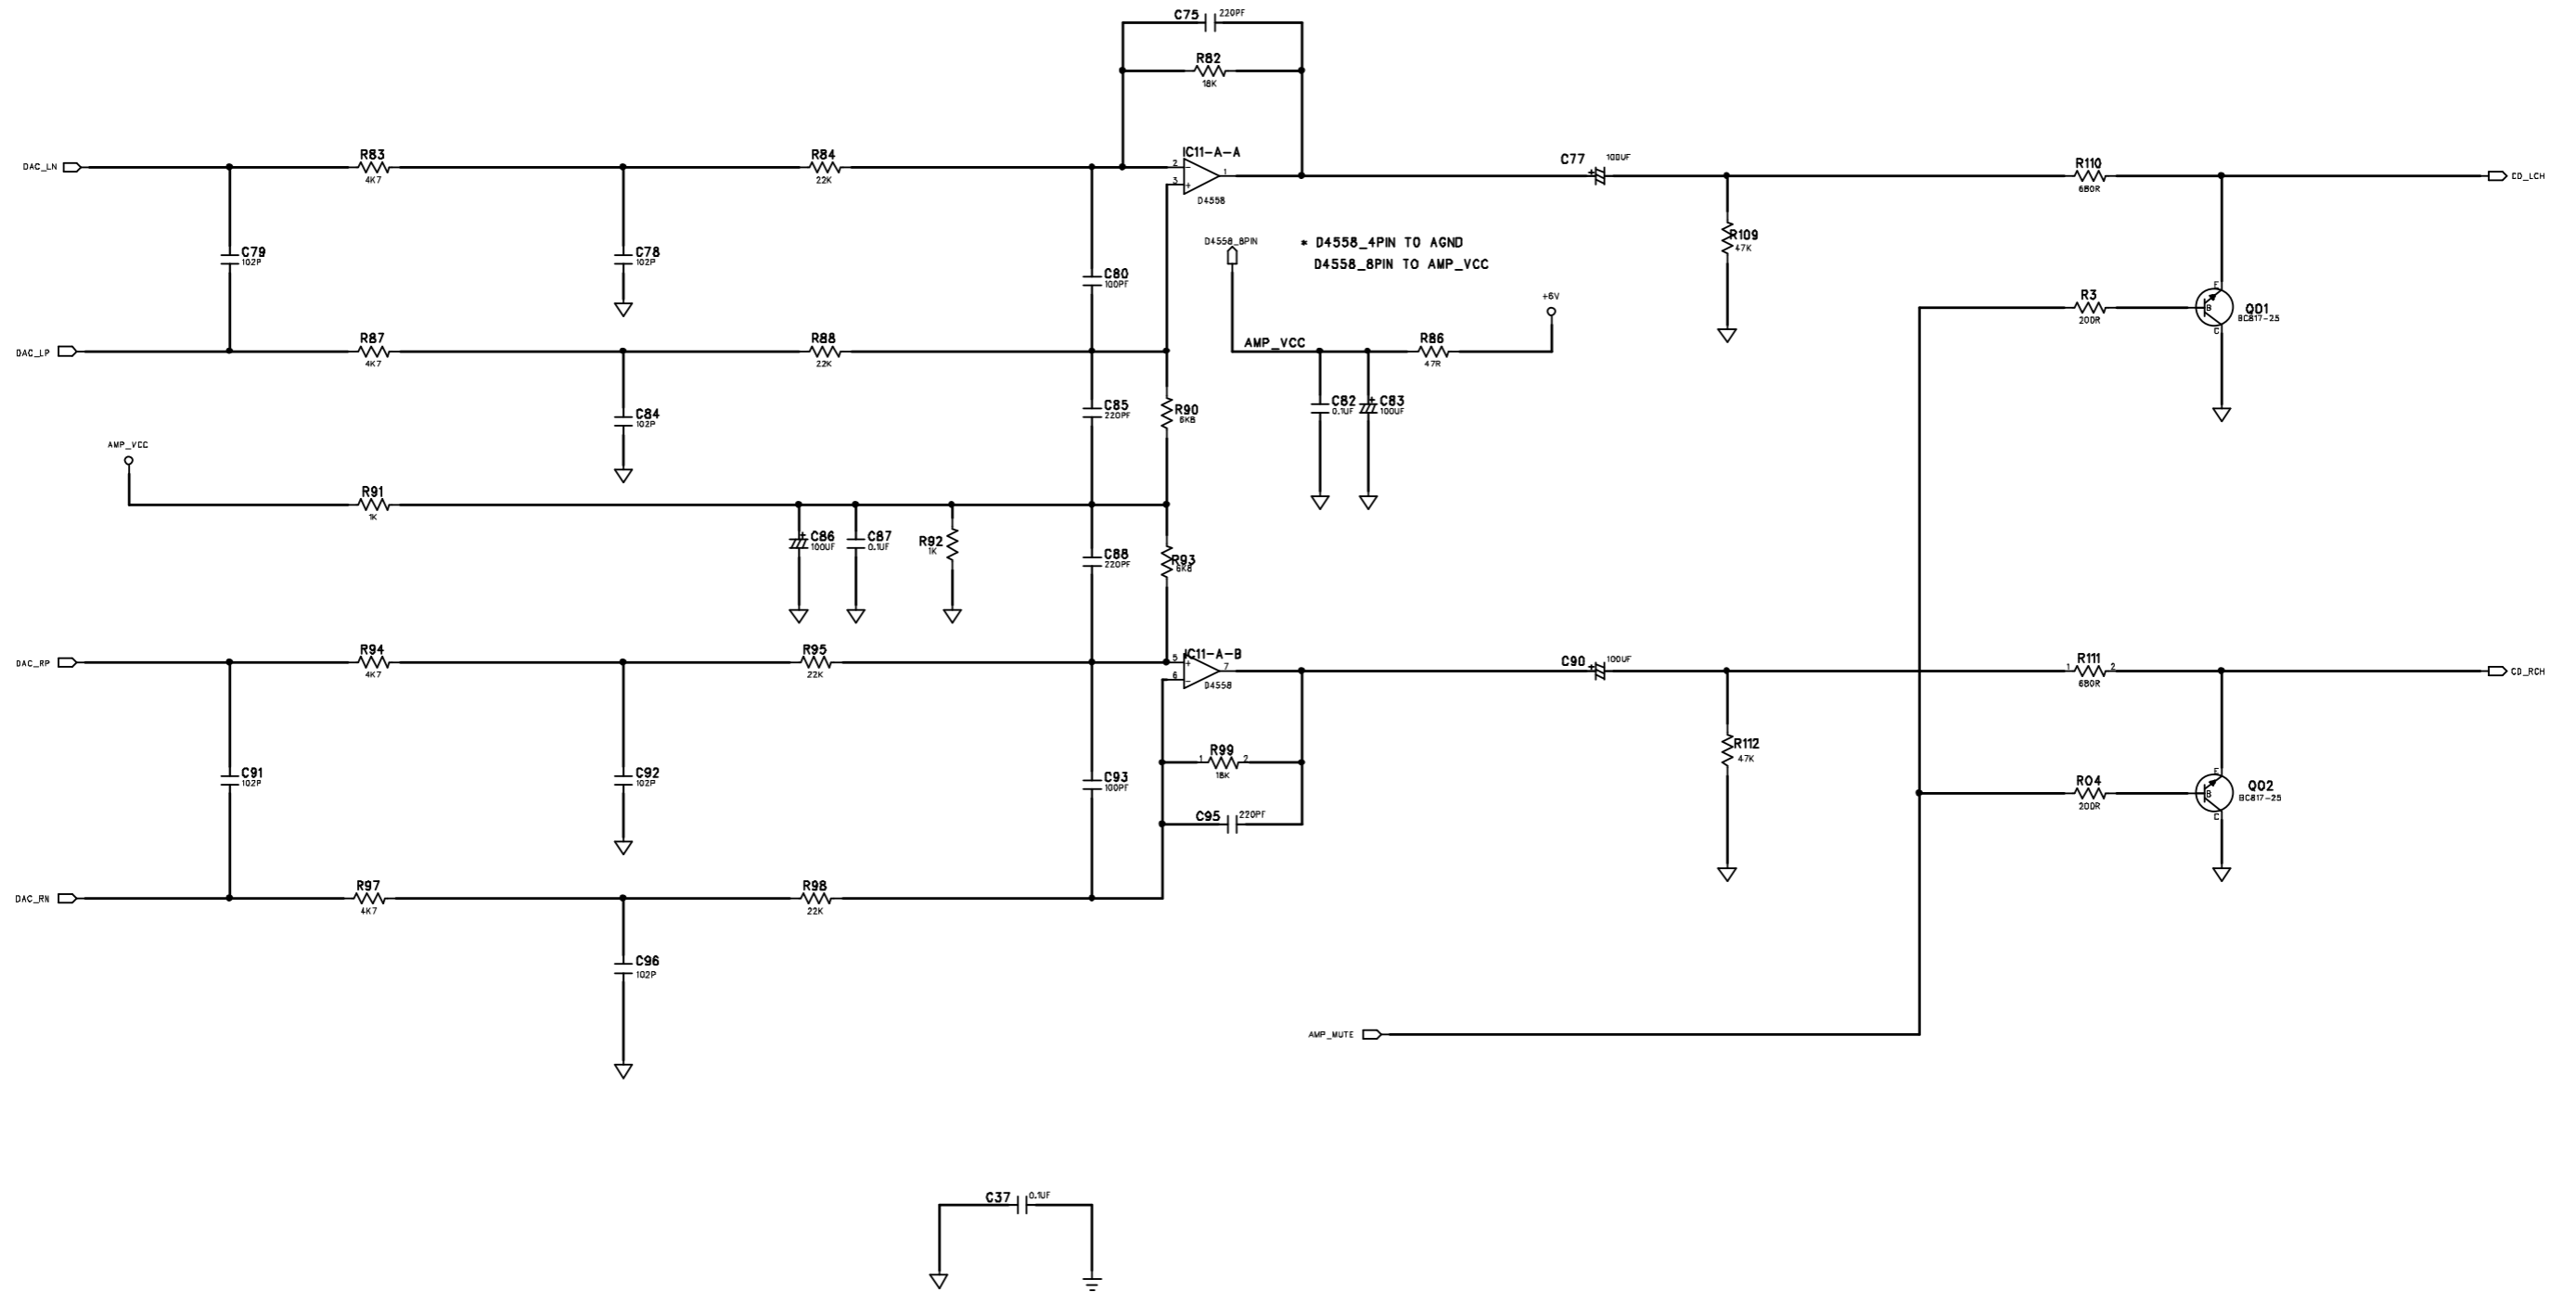 C75 220PF
R82
18K
DAC_LN
R83
4K7
R84
22K
IC11-A-A
2
3
1
D4558
C77 100UF
R110
680R
CD_LCH
C79
102P
C78
102P
C80
100PF
D4558_8PIN
* D4558_4PIN TO AGND
D4558_8PIN TO AMP_VCC
R109
47K
+6V
R3
200R
E
B
C
Q01
BC817-25
DAC_LP
R87
4K7
R88
22K
AMP_VCC
R86
47R
C84
102P
C85
220PF
R90
6K8
C82
0.1UF
C83
100UF
AMP_VCC
R91
1K
C86
100UF
C87
0.1UF
R92
1K
C88
220PF
R93
6K8
DAC_RP
R94
4K7
R95
22K
IC11-A-B
5
6
7
D4558
C90 100UF
1 R111 2
680R
CD_RCH
C91
102P
C92
102P
C93
100PF
1 R99 2
18K
C95 220PF
R112
47K
R04
200R
E
B
C
Q02
BC817-25
DAC_RN
R97
4K7
R98
22K
C96
102P
AMP_MUTE
C37 0.1UF